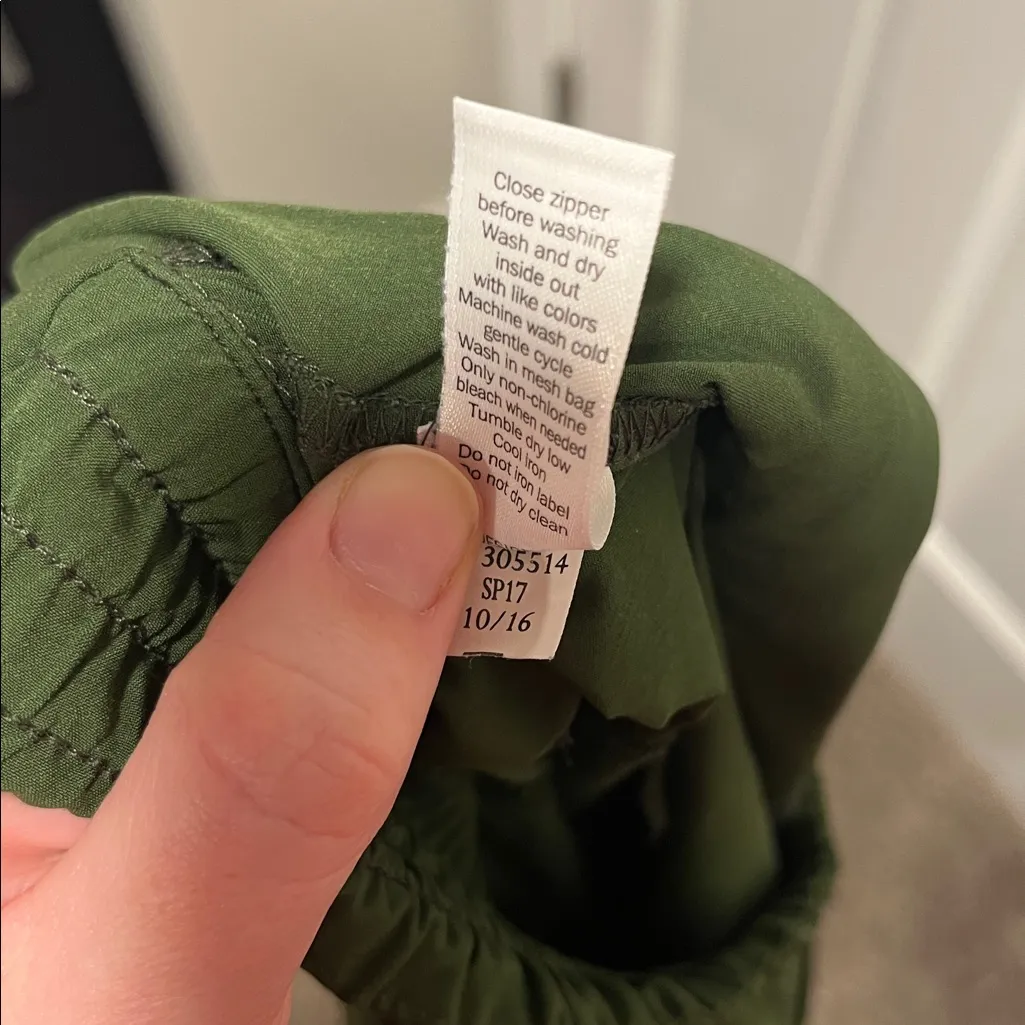 Close zipper
before washing
Wash and dry
inside out
with like colors
Machine wash cold
gentle cycle
Wash in mesh bag
Only non-chlorine
bleach when needed
Tumble dry low
Cool iron
Do not iron label
Do not dry clean
305514
SP17
10/16